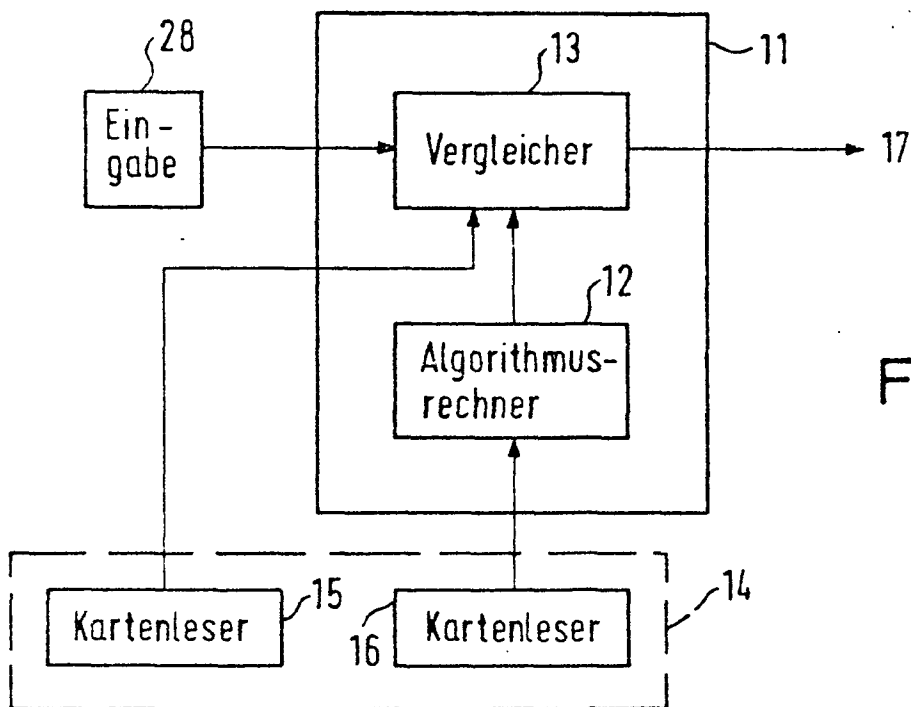 28
Ein-
gabe
13
Vergleicher
11
17
12
Algorithmus-
rechner
F
Kartenleser
15
16
Kartenleser
14